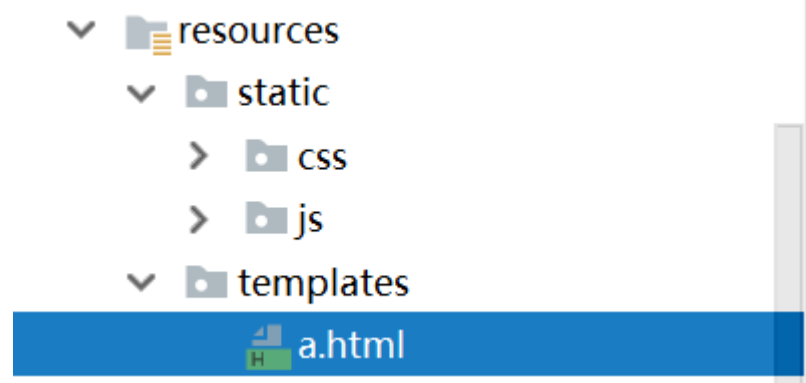 resources
static
css
js
templates
H a.html